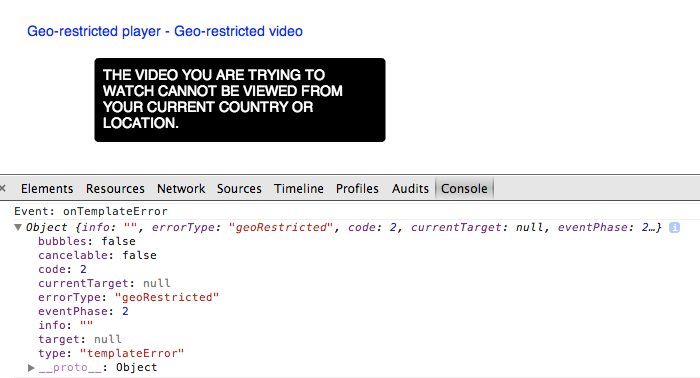 Geo-restricted player - Geo-restricted video
THE VIDEO YOU ARE TRYING TO
WATCH CANNOT BE VIEWED FROM
YOUR CURRENT COUNTRY OR
LOCATION.
× Elements Resources Network Sources Timeline Profiles Audits Console
Event: onTemplateError
▼ Object {info: "", errorType: "geoRestricted", code: 2, currentTarget: null, eventPhase: 2…} i
bubbles: false
cancelable: false
code: 2
currentTarget: null
errorType: "geoRestricted"
eventPhase: 2
info: ""
target: null
type: "templateError"
▶ __proto__: Object